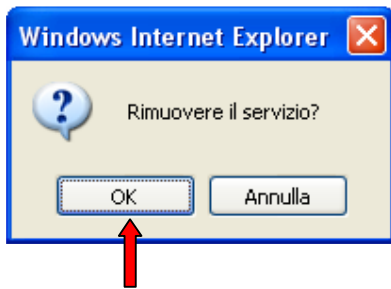 Windows Internet Explorer
?
Rimuovere il servizio?
OK
Annulla